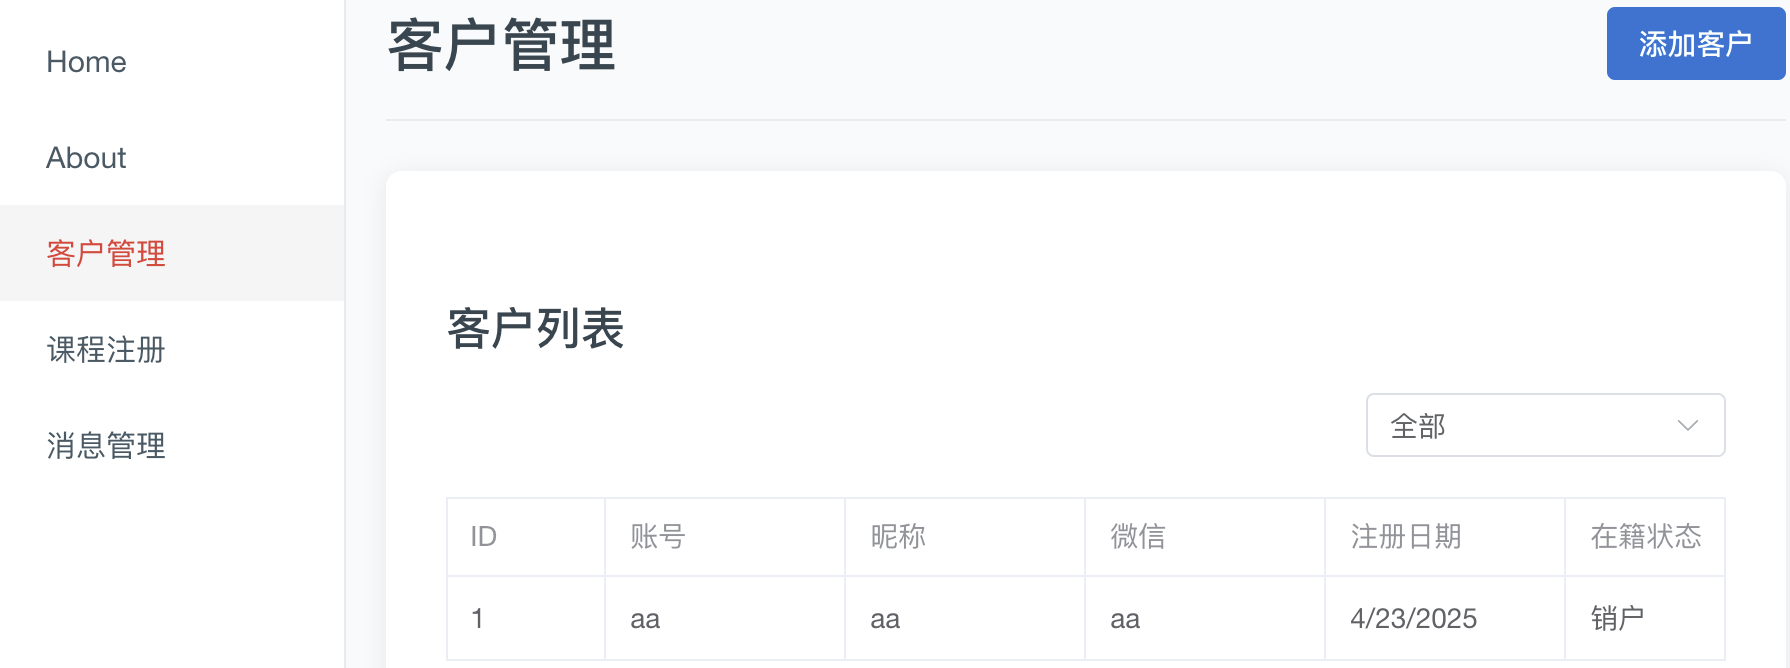 Home
About
客户管理
课程注册
消息管理
客户管理
添加客户
客户列表
全部
ID 账号 昵称 微信 注册日期 在籍状态
1 aa aa aa 4/23/2025 销户